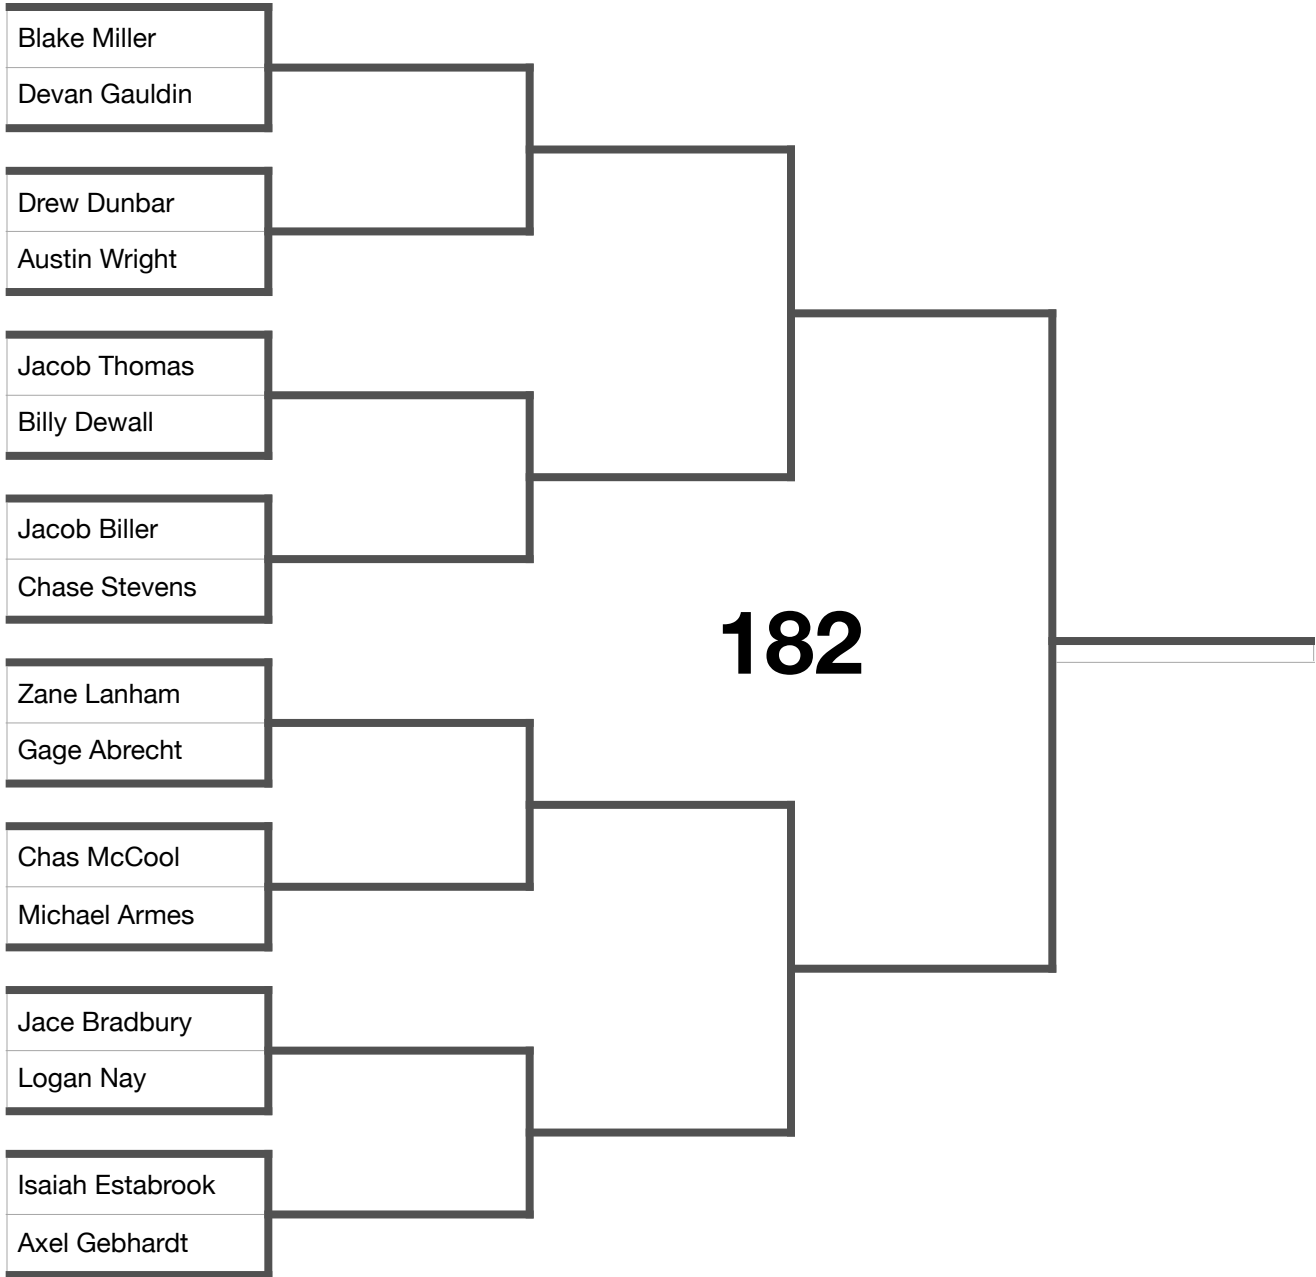 Blake Miller
Devan Gauldin
Drew Dunbar
Austin Wright
Jacob Thomas
Billy Dewall
Jacob Biller
Chase Stevens
182
Zane Lanham
Gage Abrecht
Chas McCool
Michael Armes
Jace Bradbury
Logan Nay
Isaiah Estabrook
Axel Gebhardt